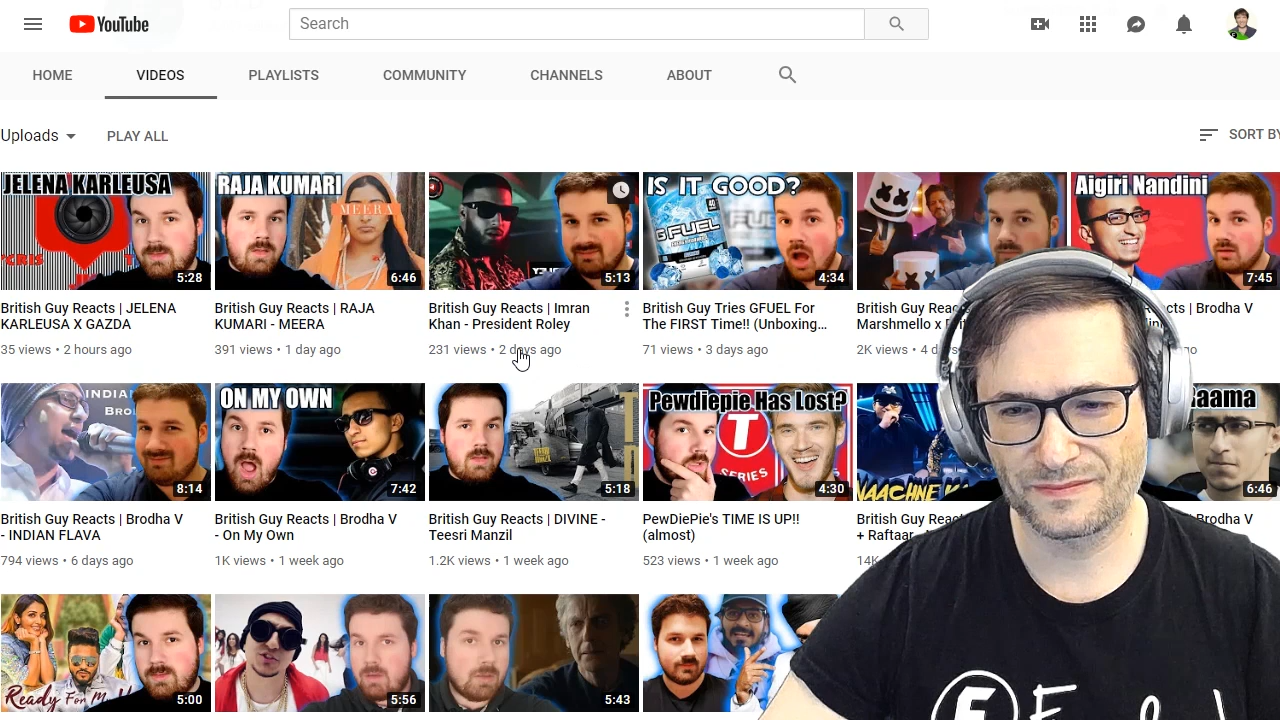 YouTube
Search
HOME
VIDEOS
PLAYLISTS
COMMUNITY
CHANNELS
ABOUT
Uploads
PLAY ALL
SORT BY
JELENA KARLEUSA
5:28
RAJA KUMARI
MEERA
6:46
5:13
IS IT GOOD?
G FUEL
4:34
Aigiri Nandini
7:45
British Guy Reacts | JELENA
KARLEUSA X GAZDA
35 views • 2 hours ago
British Guy Reacts | RAJA
KUMARI - MEERA
391 views • 1 day ago
British Guy Reacts | Imran
Khan - President Roley
231 views • 2 days ago
British Guy Tries GFUEL For
The FIRST Time!! (Unboxing...
71 views • 3 days ago
British Guy
Marshmello x
2K views • 4
| Brodha V
ago
INDIAN
8:14
ON MY OWN
7:42
5:18
Pewdiepie Has Lost?
T
SERIES
4:30
NAACHNE
6:46
British Guy Reacts | Brodha V
- INDIAN FLAVA
794 views • 6 days ago
British Guy Reacts | Brodha V
- On My Own
1K views • 1 week ago
British Guy Reacts | DIVINE -
Teesri Manzil
1.2K views • 1 week ago
PewDiePie's TIME IS UP!!
(almost)
523 views • 1 week ago
British Guy
+ Raftaar
14K
Brodha V
Ready For
5:00
5:56
5:43